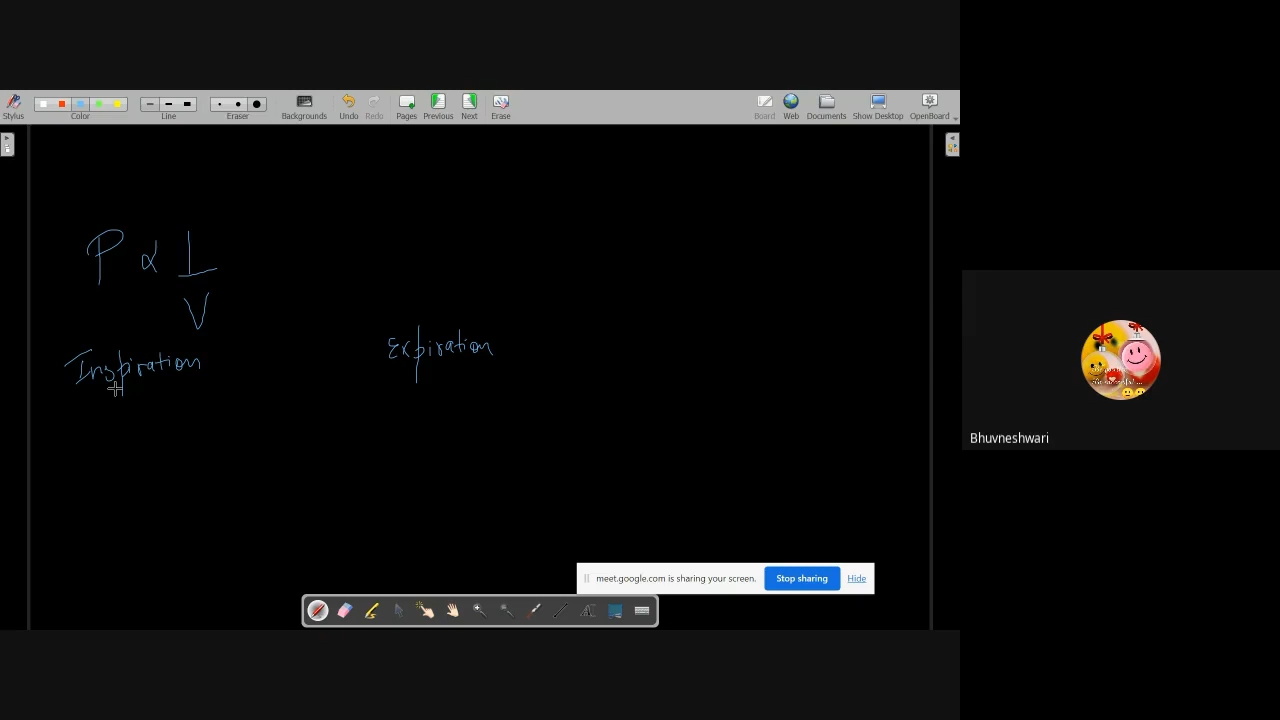 Stylus
Color
Line
Eraser
Backgrounds
Undo
Redo
Pages
Previous
Next
Erase
Board
Web
Documents
Show Desktop
OpenBoard
P ∝ 1
V
Inspiration
Expiration
Bhuvneshwari
meet.google.com is sharing your screen.
Stop sharing
Hide